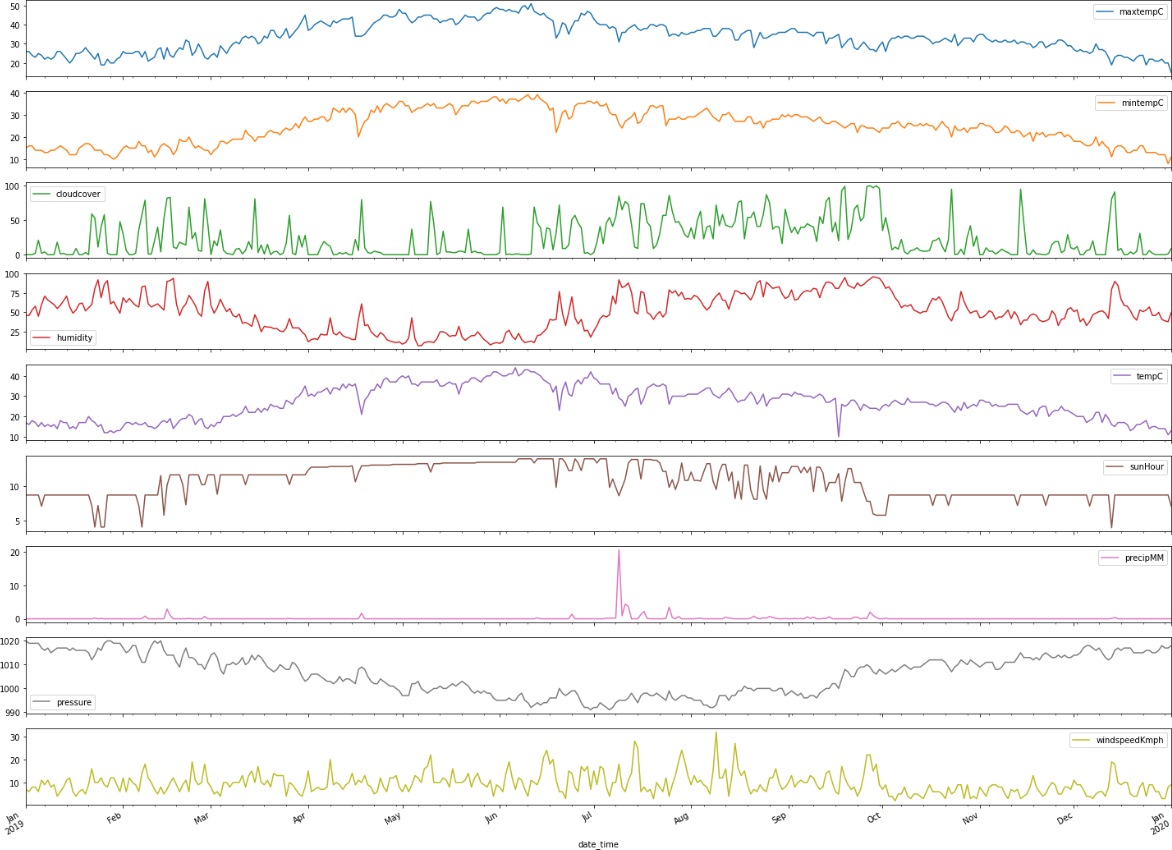 50
40
30
20
maxtempC
40
30
20
10
mintempC
100
50
0
cloudcover
100
75
50
25
humidity
40
30
20
10
tempC
10
5
sunHour
20
10
0
precipMM
1020
1010
1000
990
pressure
30
20
10
windspeedKmph
Jan 2019
Feb
Mar
Apr
May
Jun
Jul
Aug
Sep
Oct
Nov
Dec
Jan 2020
date_time